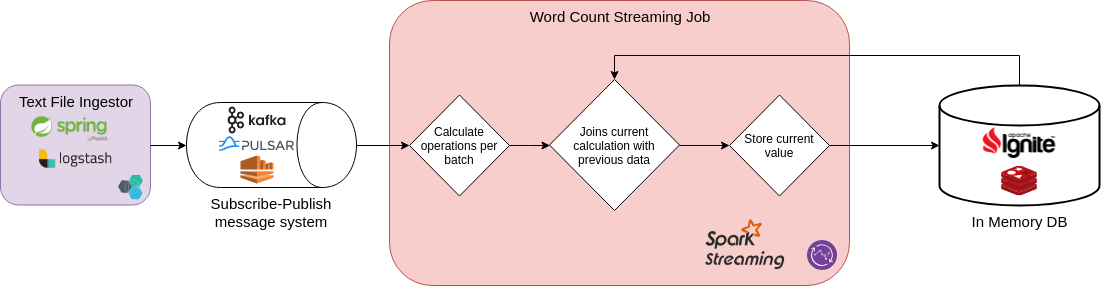 Word Count Streaming Job
Text File Ingestor
spring
by Pivotal.
logstash
kafka
PULSAR
Subscribe-Publish
message system
Calculate
operations per
batch
Joins current
calculation with
previous data
Store current
value
Spark
Streaming
apache
Ignite
In Memory DB